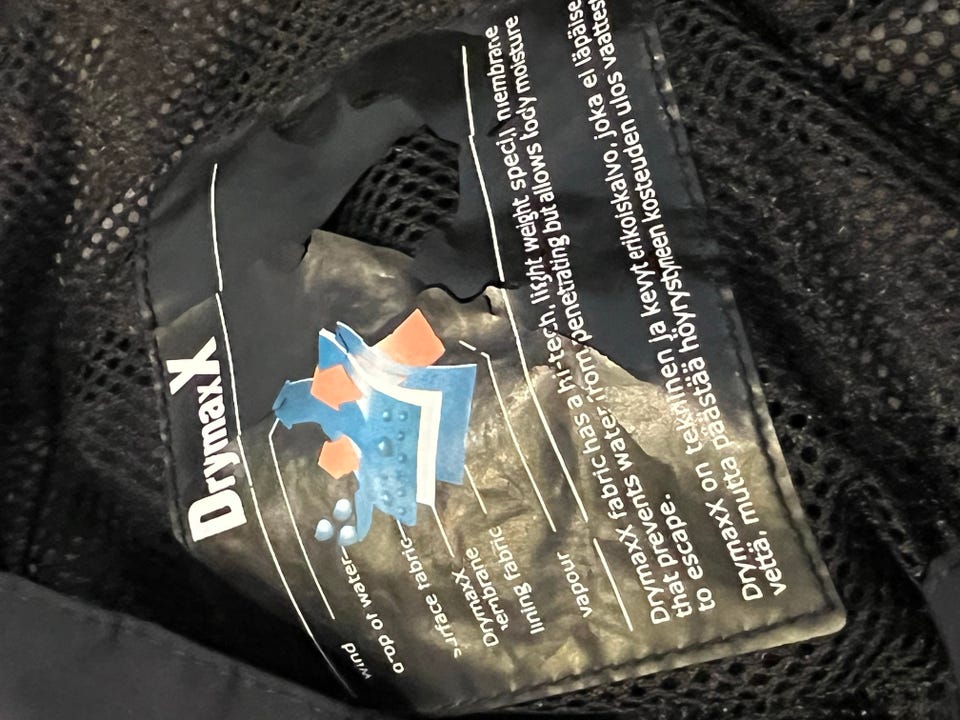 DrymaxX
wind
drop of water
surface fabric
DrymaxX
membrane
lining fabric
vapour
DrymaxX fabric has a hi-tech, light weight special membrane
that prevents water from penetrating but allows body moisture
to escape.
DrymaxX on tekninen ja kevyt erikoiskalvo, joka ei läpäise
vettä, mutta päästää höyrystyneen kosteuden ulos vaatteesta